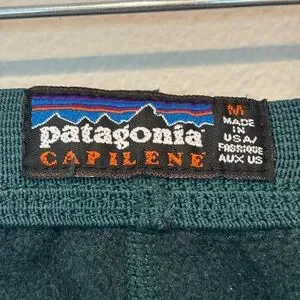 patagonia
CAPILENE
M
MADE
IN
USA/
FABRIQUE
AUX US